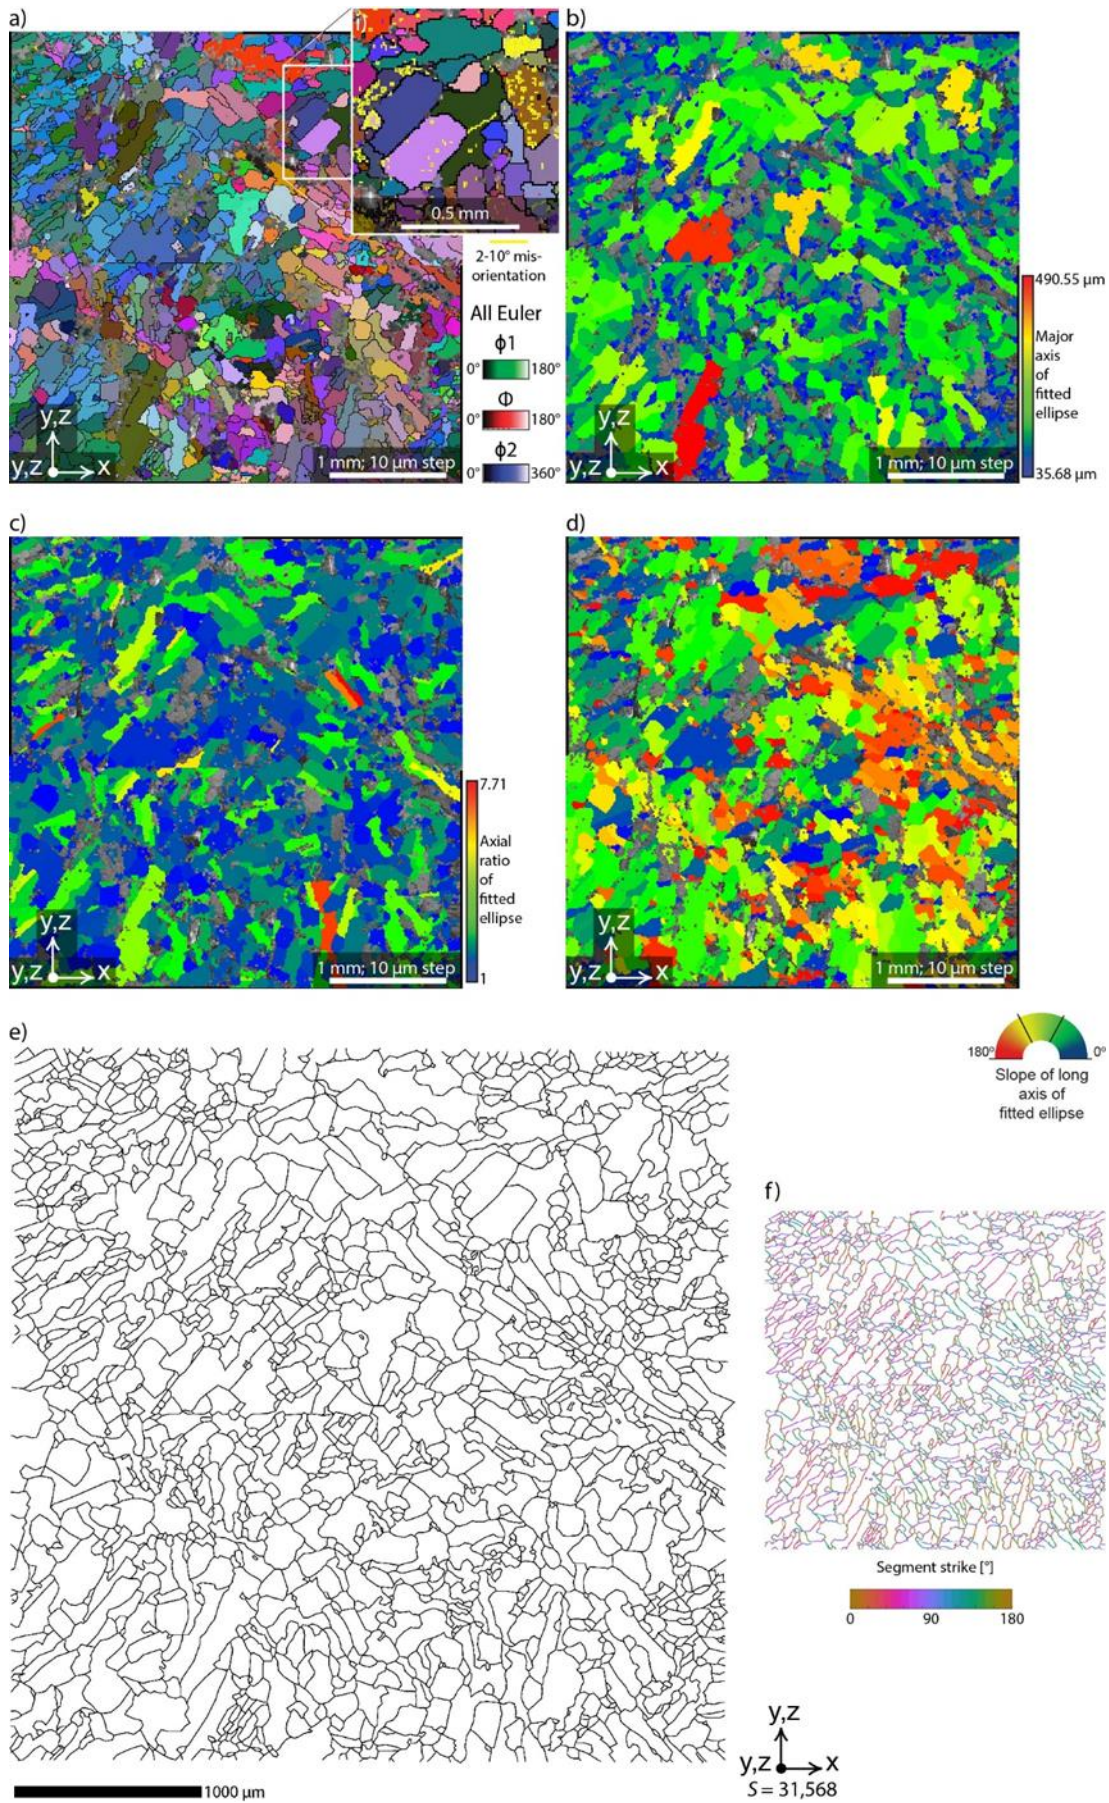 a)
i)
0.5 mm
2-10° mis-
orientation
All Euler
ϕ1
0° 180°
Φ
0° 180°
ϕ2
0° 360°
y,z
y,z x
1 mm; 10 µm step
b)
490.55 µm
Major
axis
of
fitted
ellipse
35.68 µm
y,z
y,z x
1 mm; 10 µm step
c)
7.71
Axial
ratio
of
fitted
ellipse
1
y,z
y,z x
1 mm; 10 µm step
d)
y,z
y,z x
1 mm; 10 µm step
180° 0°
Slope of long
axis of
fitted ellipse
e)
1000 µm
f)
Segment strike [°]
0 90 180
y,z
y,z x
S = 31,568